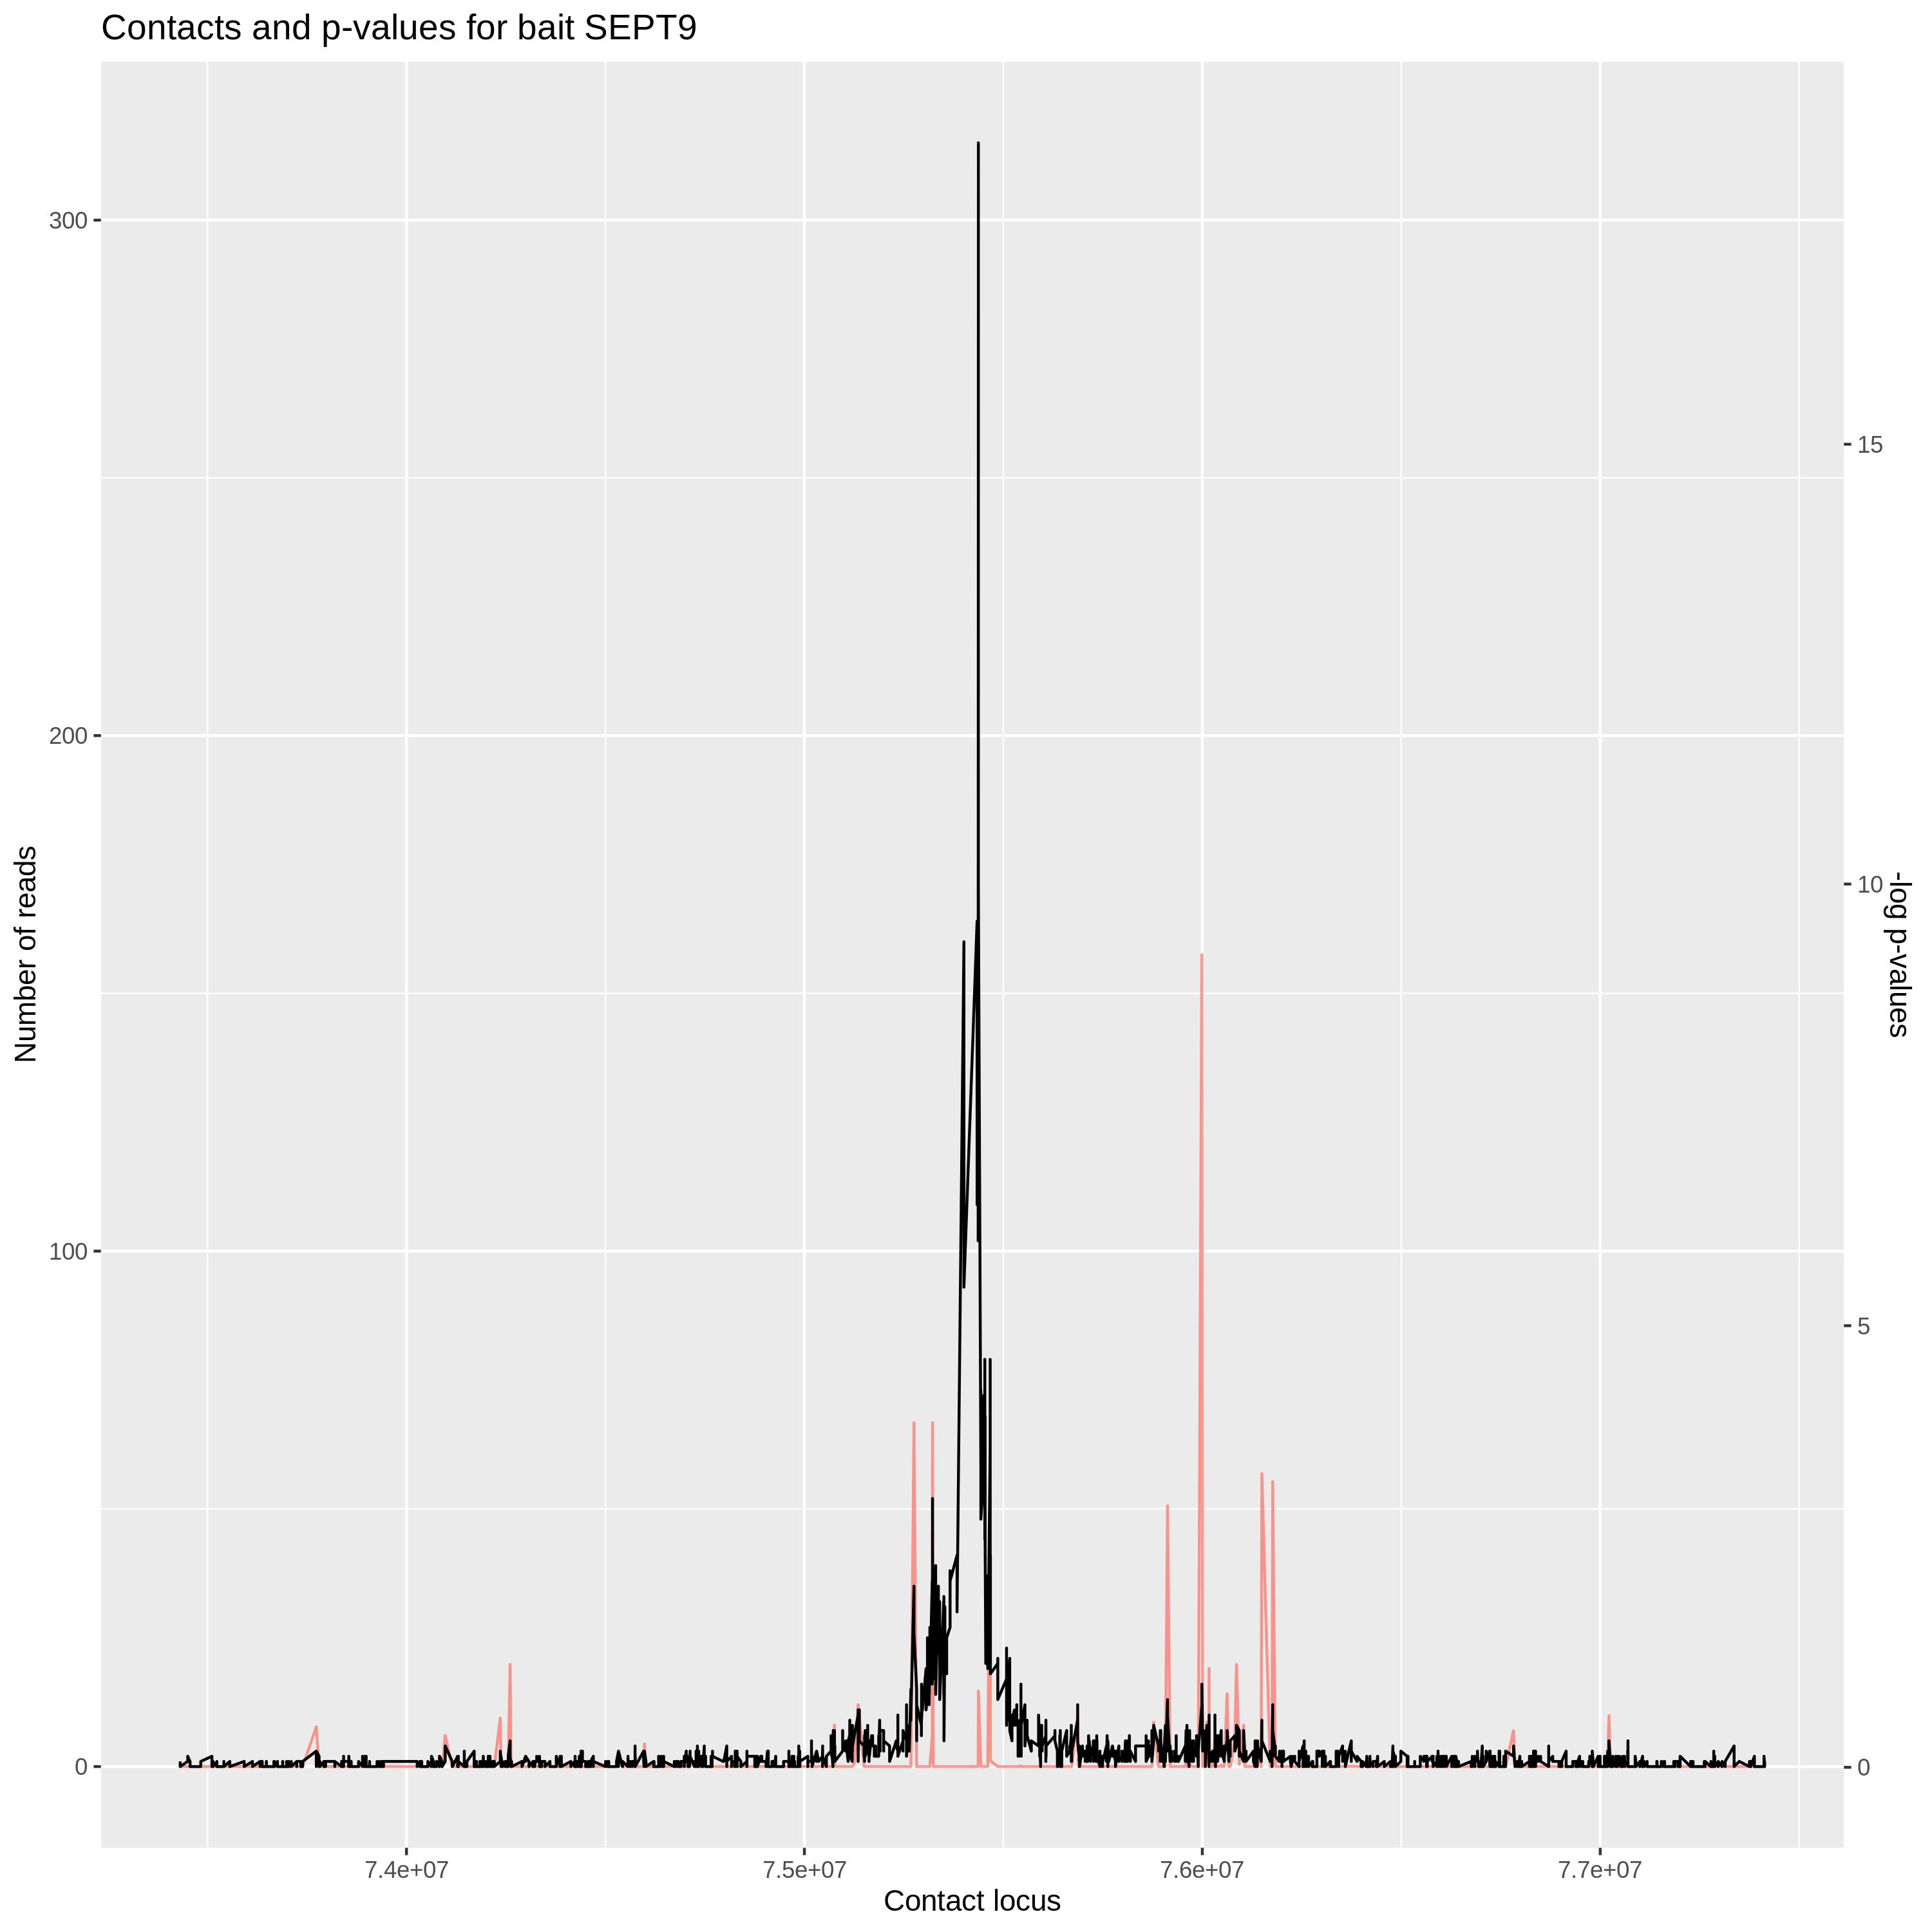 Contacts and p-values for bait SEPT9
300
200
100
0
Number of reads
15
10
5
0
-log p-values
7.4e+07
7.5e+07
7.6e+07
7.7e+07
Contact locus